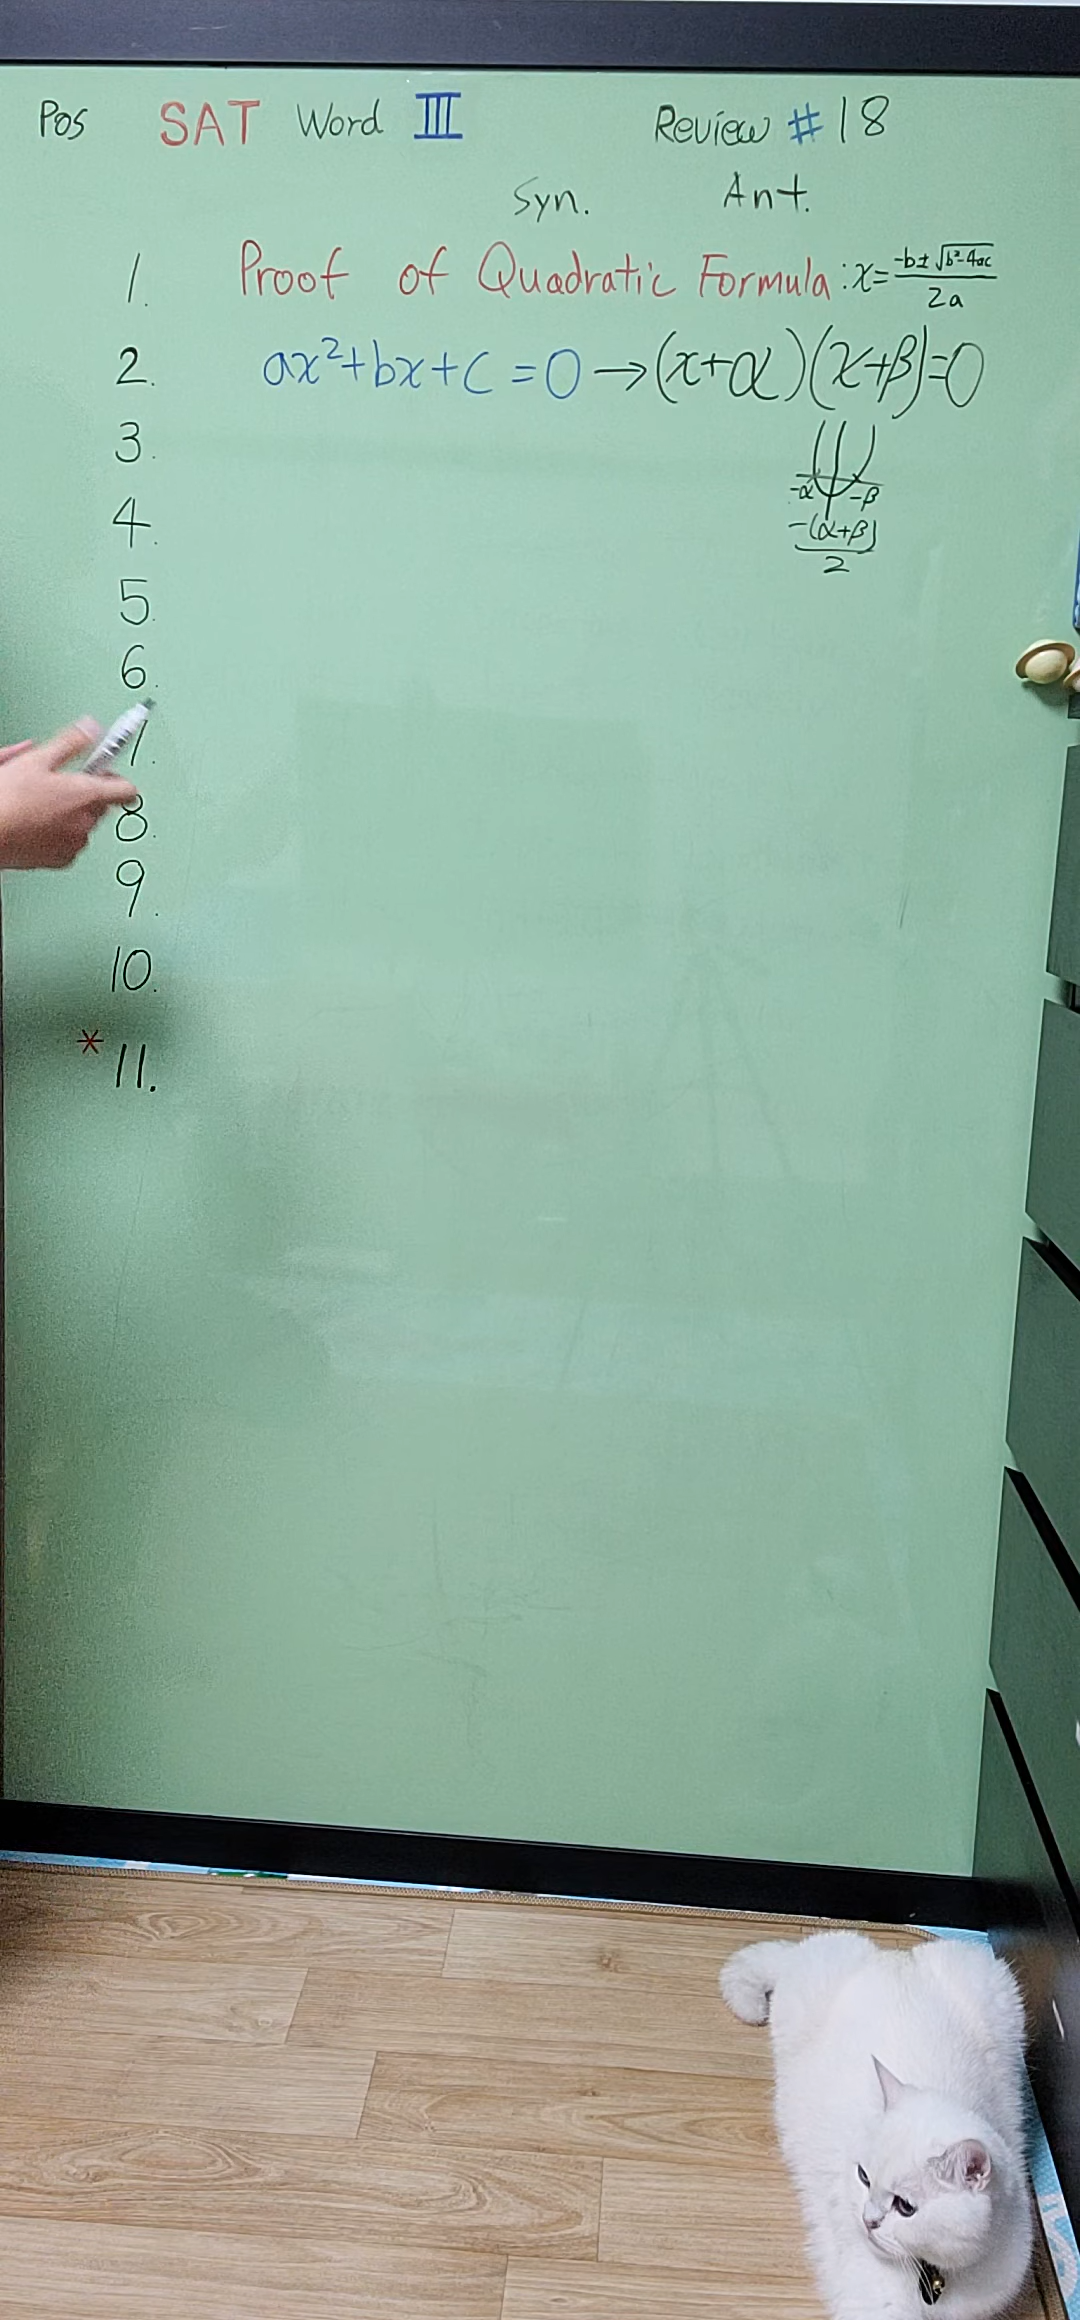 Pos SAT Word III Review #18
Syn. Ant.
1. Proof of Quadratic Formula : x = -b±√b²-4ac / 2a
2. ax²+bx+c=0→(x+α)(x+β)=0
3.
-α -β
4. -(α+β)
2
5.
6.
7.
8.
9.
10.
* 11.